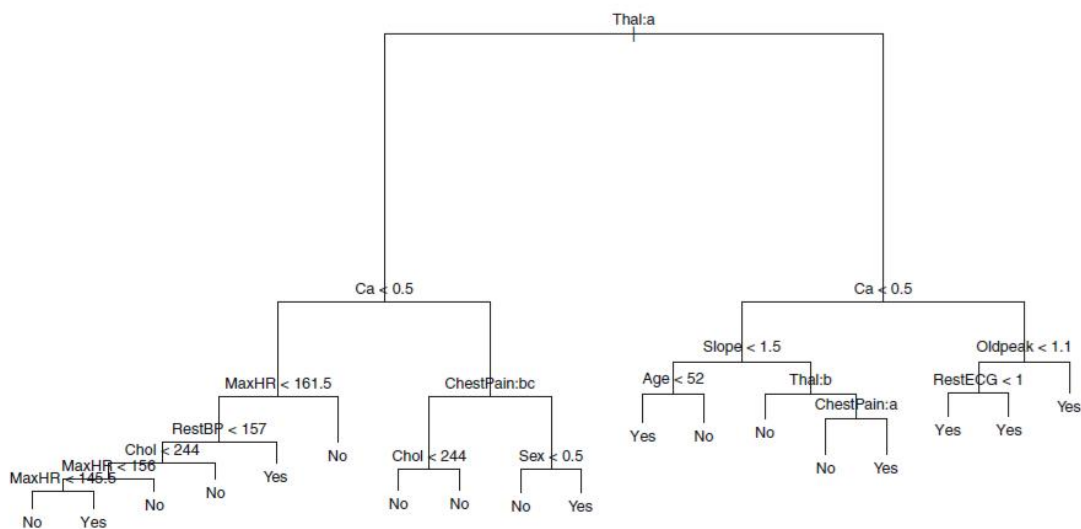 Thal:a
Ca < 0.5
Ca < 0.5
Slope < 1.5
Oldpeak < 1.1
MaxHR < 161.5
ChestPain:bc
Age < 52
Thal:b
RestECG < 1
Yes
ChestPain:a
RestBP < 157
Yes
No
No
Yes
Yes
Chol < 244
No
Chol < 244
Sex < 0.5
No
Yes
MaxHR < 156
Yes
MaxHR < 145.5
No
No
No
No
No
Yes
No
Yes